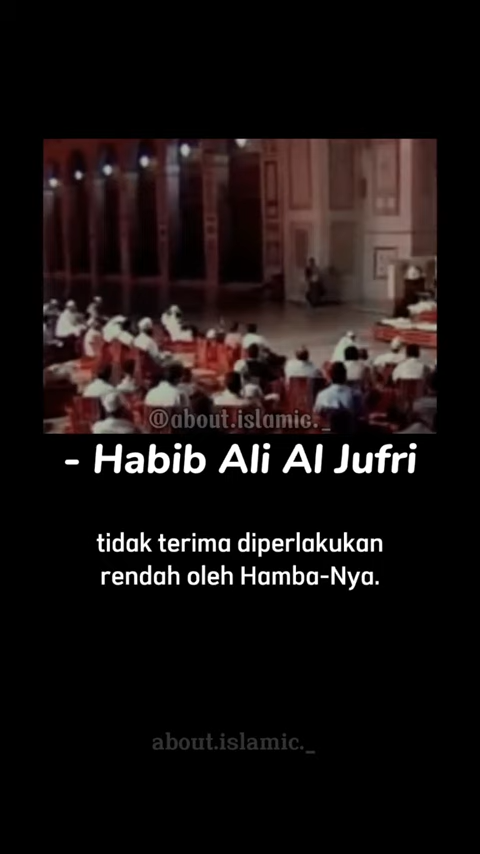 @about.islamic._
- Habib Ali Al Jufri
tidak terima diperlakukan
rendah oleh Hamba-Nya.
about.islamic._